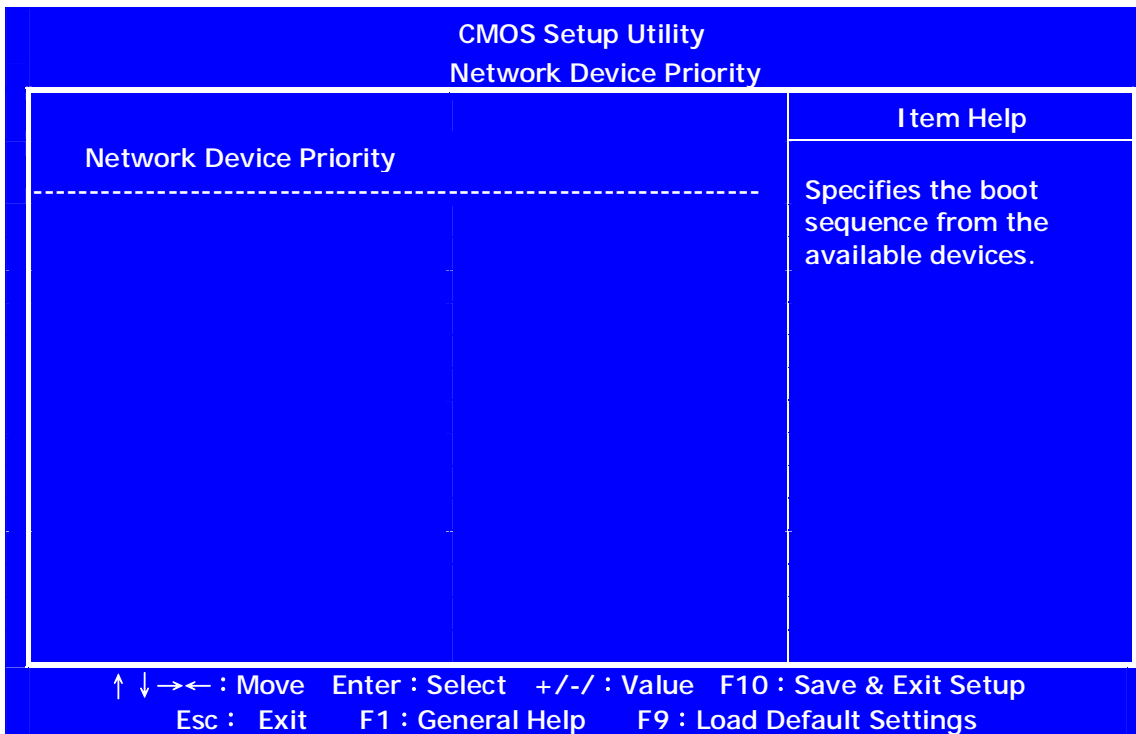 CMOS Setup Utility
Network Device Priority
Item Help
Network Device Priority
----------------------------------------------------------------
Specifies the boot
sequence from the
available devices.
↑↓→←：Move Enter：Select +/-/：Value F10：Save & Exit Setup
Esc： Exit F1：General Help F9：Load Default Settings